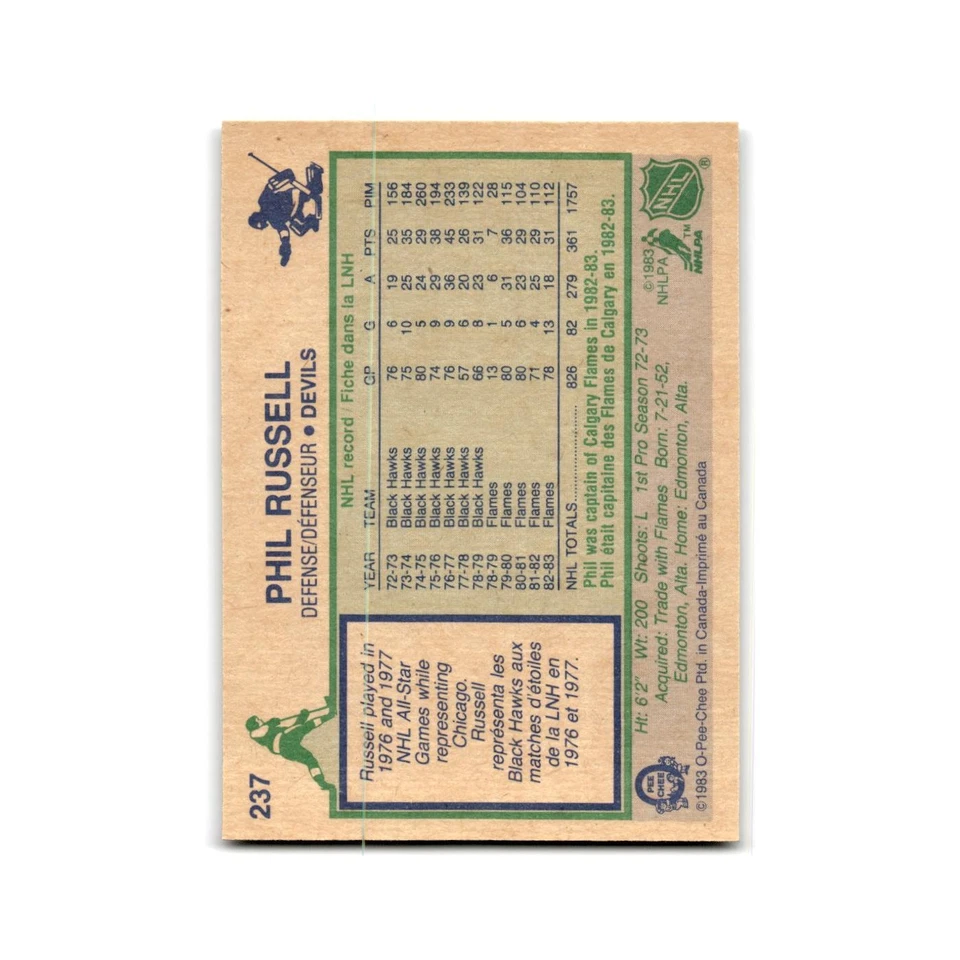 237
PHIL RUSSELL
DEFENSE/DÉFENSEUR • DEVILS
Russell played in
1976 and 1977
NHL All-Star
Games while
representing
Chicago.
Russell
représenta les
Black Hawks aux
matches d'étoiles
de la LNH en
1976 et 1977.
NHL record / Fiche dans la LNH
YEAR TEAM GP G A PTS PIM
72-73 Black Hawks 76 6 19 25 156
73-74 Black Hawks 75 10 25 35 184
74-75 Black Hawks 80 5 24 29 260
75-76 Black Hawks 74 9 29 38 194
76-77 Black Hawks 76 9 36 45 233
77-78 Black Hawks 57 6 20 26 139
78-79 Black Hawks 66 8 23 31 122
78-79 Flames 13 1 6 7 28
79-80 Flames 80 5 31 36 115
80-81 Flames 80 6 23 29 104
81-82 Flames 71 4 25 29 110
82-83 Flames 78 13 18 31 112
NHL TOTALS 826 82 279 361 1757
Phil was captain of Calgary Flames in 1982-83.
Phil était capitaine des Flames de Calgary en 1982-83.
Ht: 6'2" Wt: 200 Shoots: L 1st Pro Season 72-73
Acquired: Trade with Flames Born: 7-21-52,
Edmonton, Alta. Home: Edmonton, Alta.
©1983 O-Pee-Chee Ptd. in Canada-Imprimé au Canada
O
PEE
CHEE
©1983
NHLPA
NHLPA ™
NHL ®